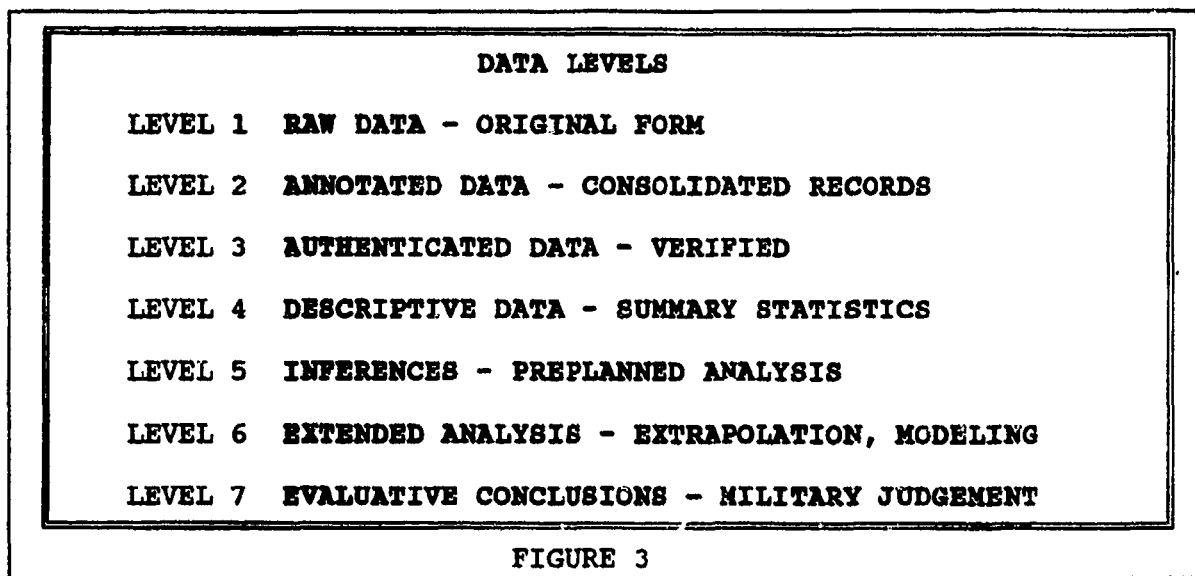 DATA LEVELS
LEVEL 1 RAW DATA - ORIGINAL FORM
LEVEL 2 ANNOTATED DATA - CONSOLIDATED RECORDS
LEVEL 3 AUTHENTICATED DATA - VERIFIED
LEVEL 4 DESCRIPTIVE DATA - SUMMARY STATISTICS
LEVEL 5 INFERENCES - PREPLANNED ANALYSIS
LEVEL 6 EXTENDED ANALYSIS - EXTRAPOLATION, MODELING
LEVEL 7 EVALUATIVE CONCLUSIONS - MILITARY JUDGEMENT
FIGURE 3